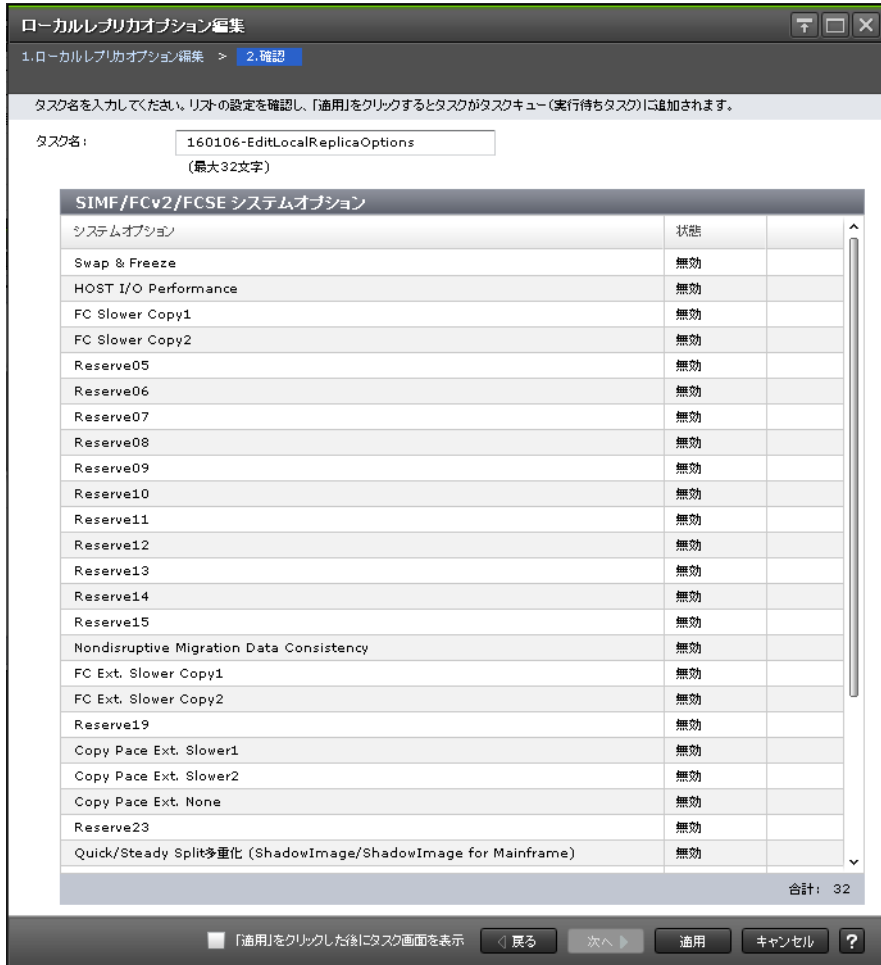 ローカルレプリカオプション編集
1.ローカルレプリカオプション編集 > 2.確認
タスク名を入力してください。リストの設定を確認し、「適用」をクリックするとタスクがタスクキュー(実行待ちタスク)に追加されます。
タスク名: 160106-EditLocalReplicaOptions
(最大32文字)
SIMF/FCv2/FCSE システムオプション
システムオプション 状態
Swap & Freeze 無効
HOST I/O Performance 無効
FC Slower Copy1 無効
FC Slower Copy2 無効
Reserve05 無効
Reserve06 無効
Reserve07 無効
Reserve08 無効
Reserve09 無効
Reserve10 無効
Reserve11 無効
Reserve12 無効
Reserve13 無効
Reserve14 無効
Reserve15 無効
Nondisruptive Migration Data Consistency 無効
FC Ext. Slower Copy1 無効
FC Ext. Slower Copy2 無効
Reserve19 無効
Copy Pace Ext. Slower1 無効
Copy Pace Ext. Slower2 無効
Copy Pace Ext. None 無効
Reserve23 無効
Quick/Steady Split多重化 (ShadowImage/ShadowImage for Mainframe) 無効
合計: 32
「適用」をクリックした後にタスク画面を表示 戻る 次へ 適用 キャンセル ?